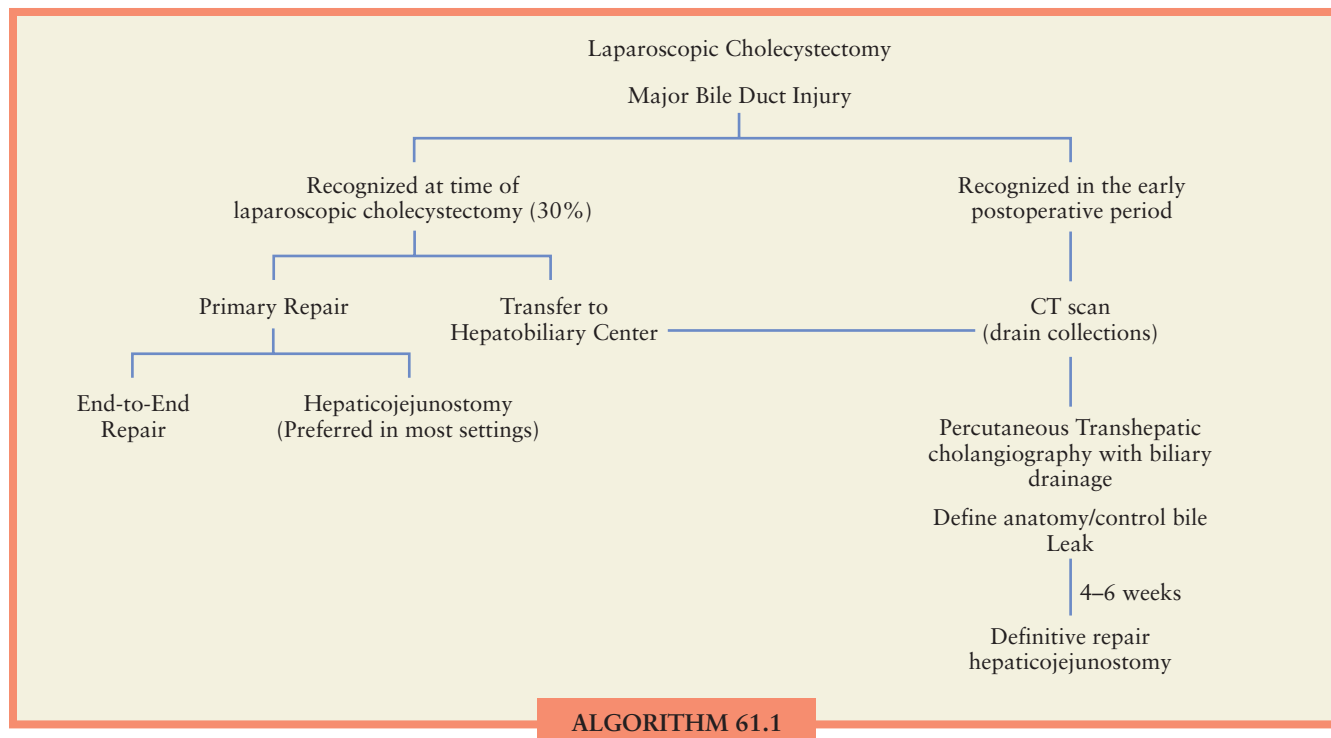 Laparoscopic Cholecystectomy
Major Bile Duct Injury
Recognized at time of
laparoscopic cholecystectomy (30%)
Recognized in the early
postoperative period
Primary Repair
Transfer to
Hepatobiliary Center
CT scan
(drain collections)
End-to-End
Repair
Hepaticojejunostomy
(Preferred in most settings)
Percutaneous Transhepatic
cholangiography with biliary
drainage
Define anatomy/control bile
Leak
4–6 weeks
Definitive repair
hepaticojejunostomy
ALGORITHM 61.1